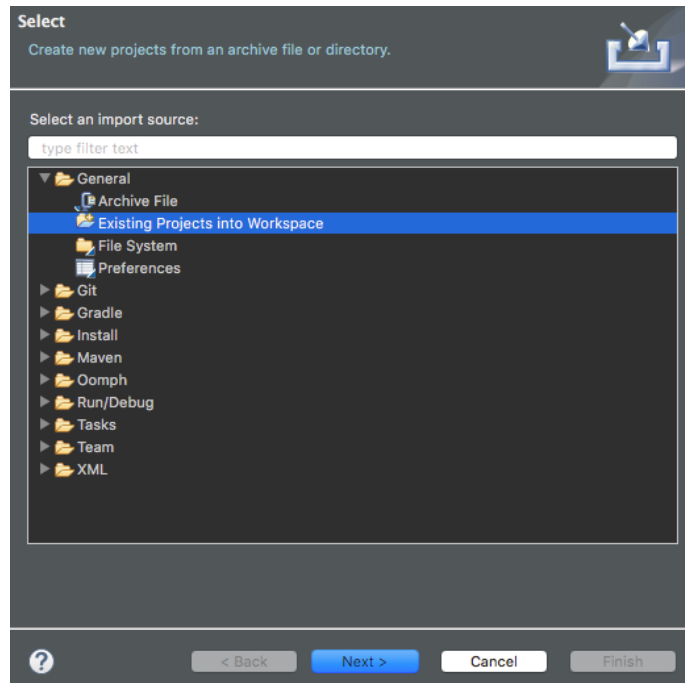 Select
Create new projects from an archive file or directory.
Select an import source:
type filter text
General
Archive File
Existing Projects into Workspace
File System
Preferences
Git
Gradle
Install
Maven
Oomph
Run/Debug
Tasks
Team
XML
? < Back Next > Cancel Finish